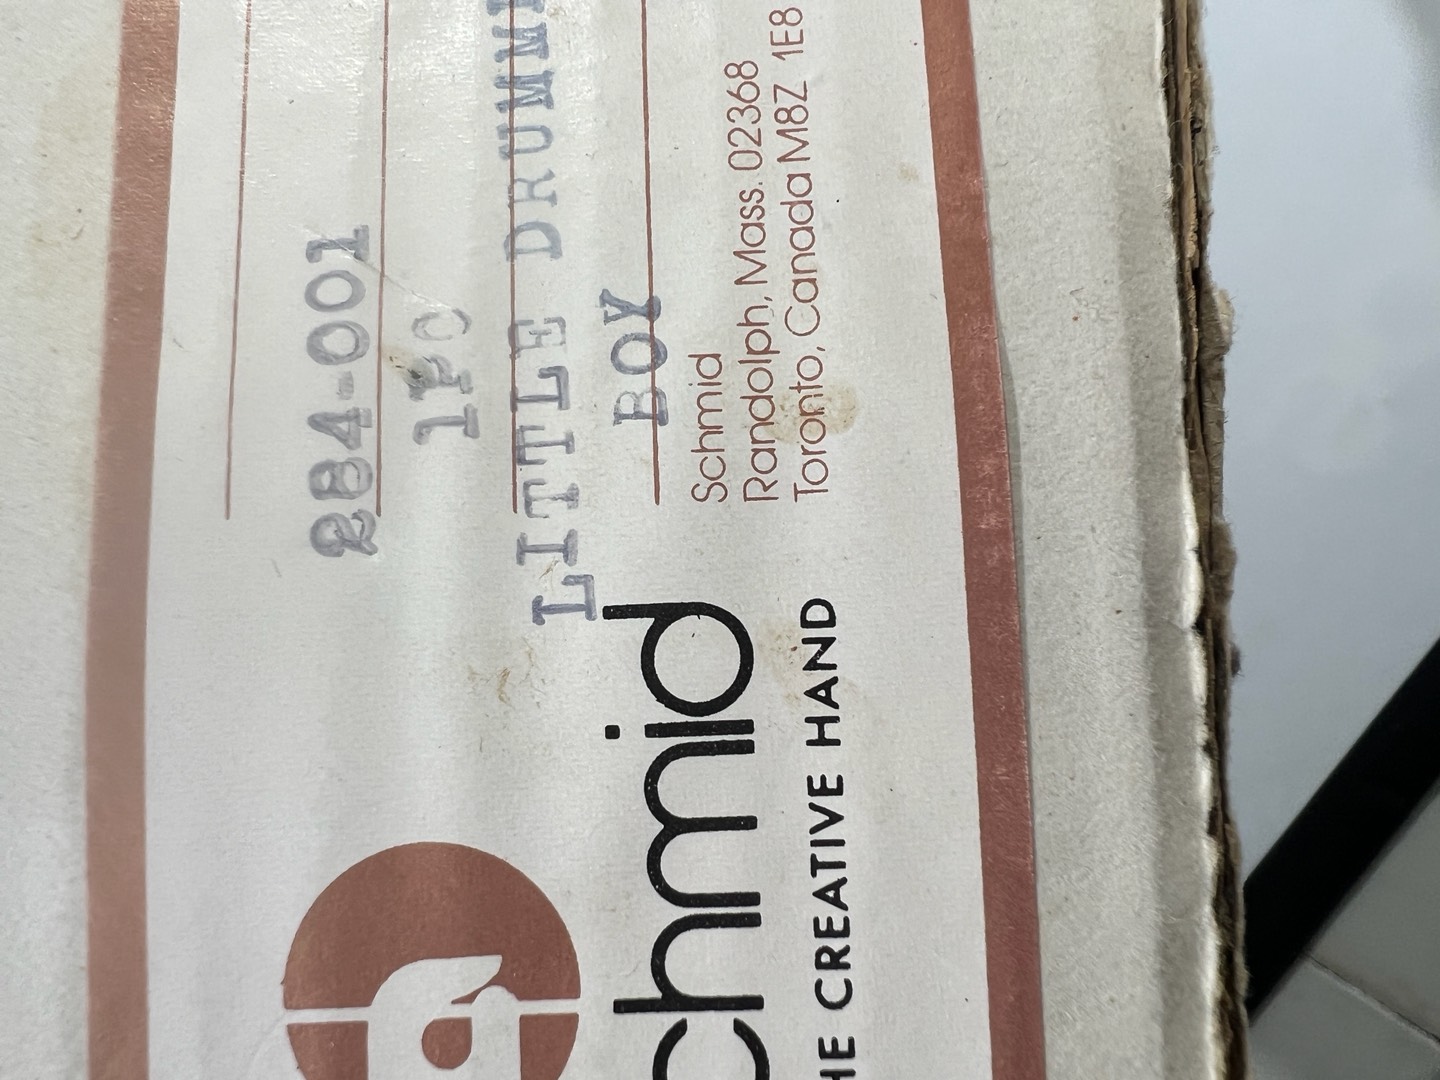 284-001
1PC
LITTLE DRUMM
BOY
Schmid
Randolph, Mass. 02368
Toronto, Canada M8Z 1E8
chmid
HE CREATIVE HAND